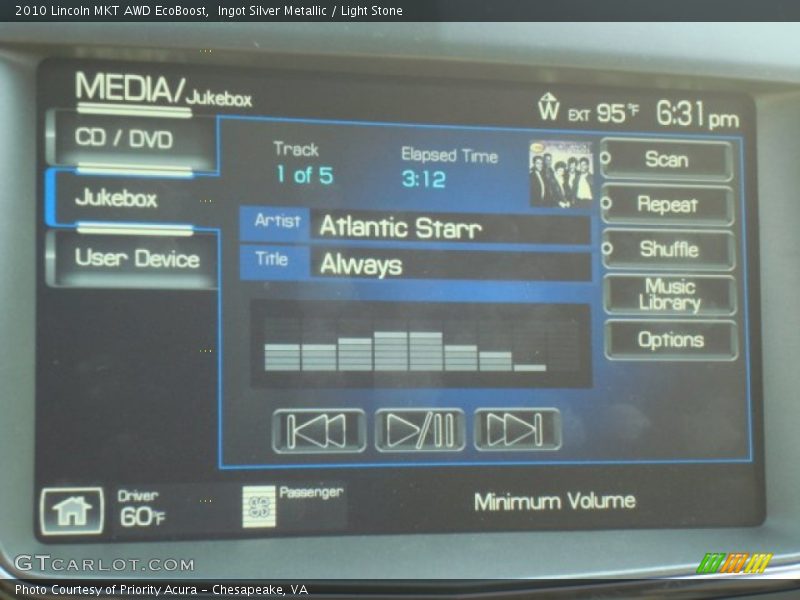 2010 Lincoln MKT AWD EcoBoost,  Ingot Silver Metallic / Light Stone
MEDIA/Jukebox
W EXT 95°F 6:31pm
CD / DVD
Jukebox
User Device
Track
1 of 5
Elapsed Time
3:12
Artist Atlantic Starr
Title Always
Scan
Repeat
Shuffle
Music
Library
Options
Driver
60°F
Passenger
Minimum Volume
GTCARLOT.COM
Photo Courtesy of Priority Acura - Chesapeake, VA